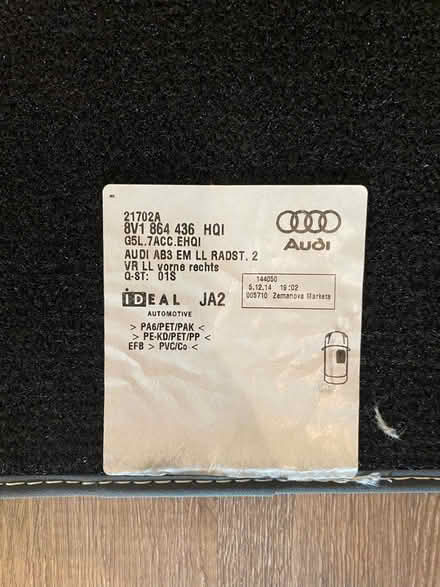 21702A
8V1 864 436 HQI
G5L.7ACC.EHQI
AUDI AB3 EM LL RADST. 2
VR LL vorne rechts
Q-ST: 01S
Audi
144050
5.12.14 19:02
005710 Zemanova Marketa
iDEAL JA2
AUTOMOTIVE
> PA6/PET/PAK <
> PE-KD/PET/PP <
EFB > PVC/Co <